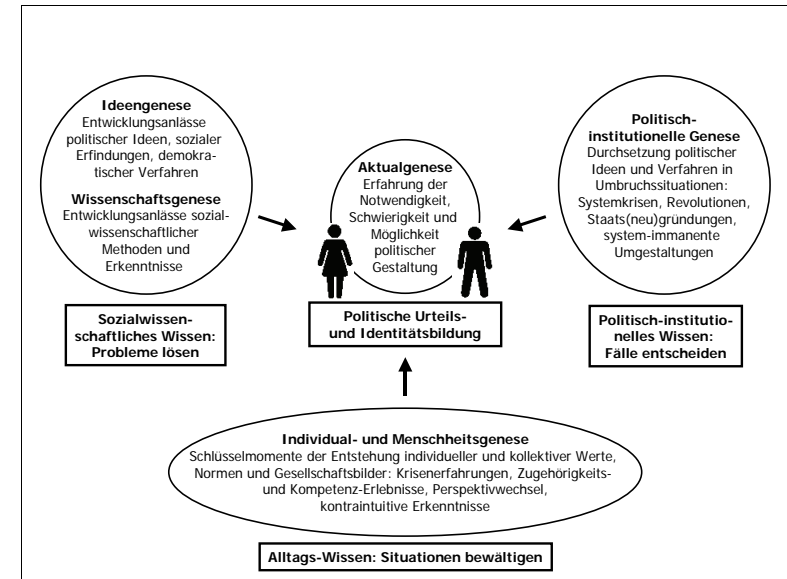 Ideengenese
Entwicklungsanlässe
politischer Ideen, sozialer
Erfindungen, demokra-
tischer Verfahren
Wissenschaftsgenese
Entwicklungsanlässe sozial-
wissenschaftlicher
Methoden und
Erkenntnisse
Sozialwissen-
schaftliches Wissen:
Probleme lösen
Aktualgenese
Erfahrung der
Notwendigkeit,
Schwierigkeit und
Möglichkeit
politischer
Gestaltung
Politische Urteils-
und Identitätsbildung
Politisch-
institutionelle Genese
Durchsetzung politischer
Ideen und Verfahren in
Umbruchssituationen:
Systemkrisen, Revolutionen,
Staats(neu)gründungen,
system-immanente
Umgestaltungen
Politisch-institutio-
nelles Wissen:
Fälle entscheiden
Individual- und Menschheitsgenese
Schlüsselmomente der Entstehung individueller und kollektiver Werte,
Normen und Gesellschaftsbilder: Krisenerfahrungen, Zugehörigkeits-
und Kompetenz-Erlebnisse, Perspektivwechsel,
kontraintuitive Erkenntnisse
Alltags-Wissen: Situationen bewältigen